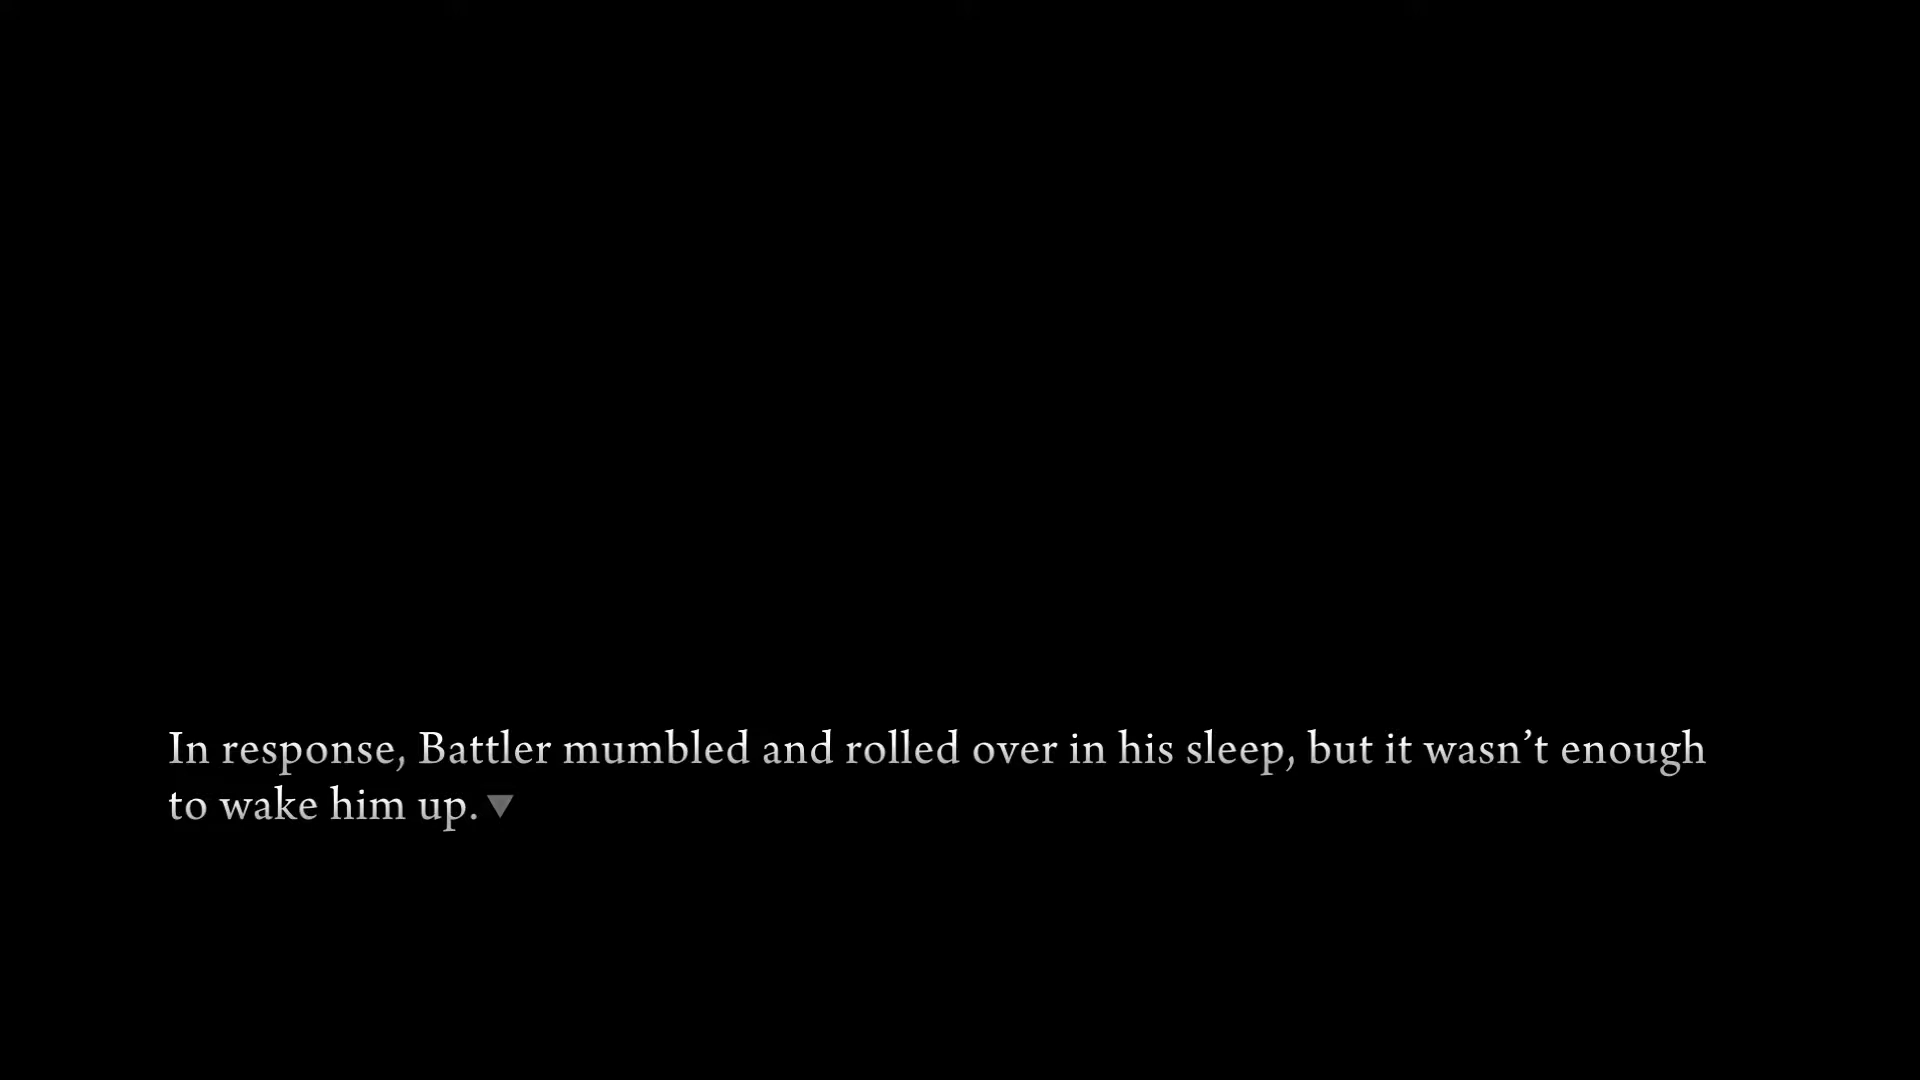 In response, Battler mumbled and rolled over in his sleep, but it wasn’t enough
to wake him up.